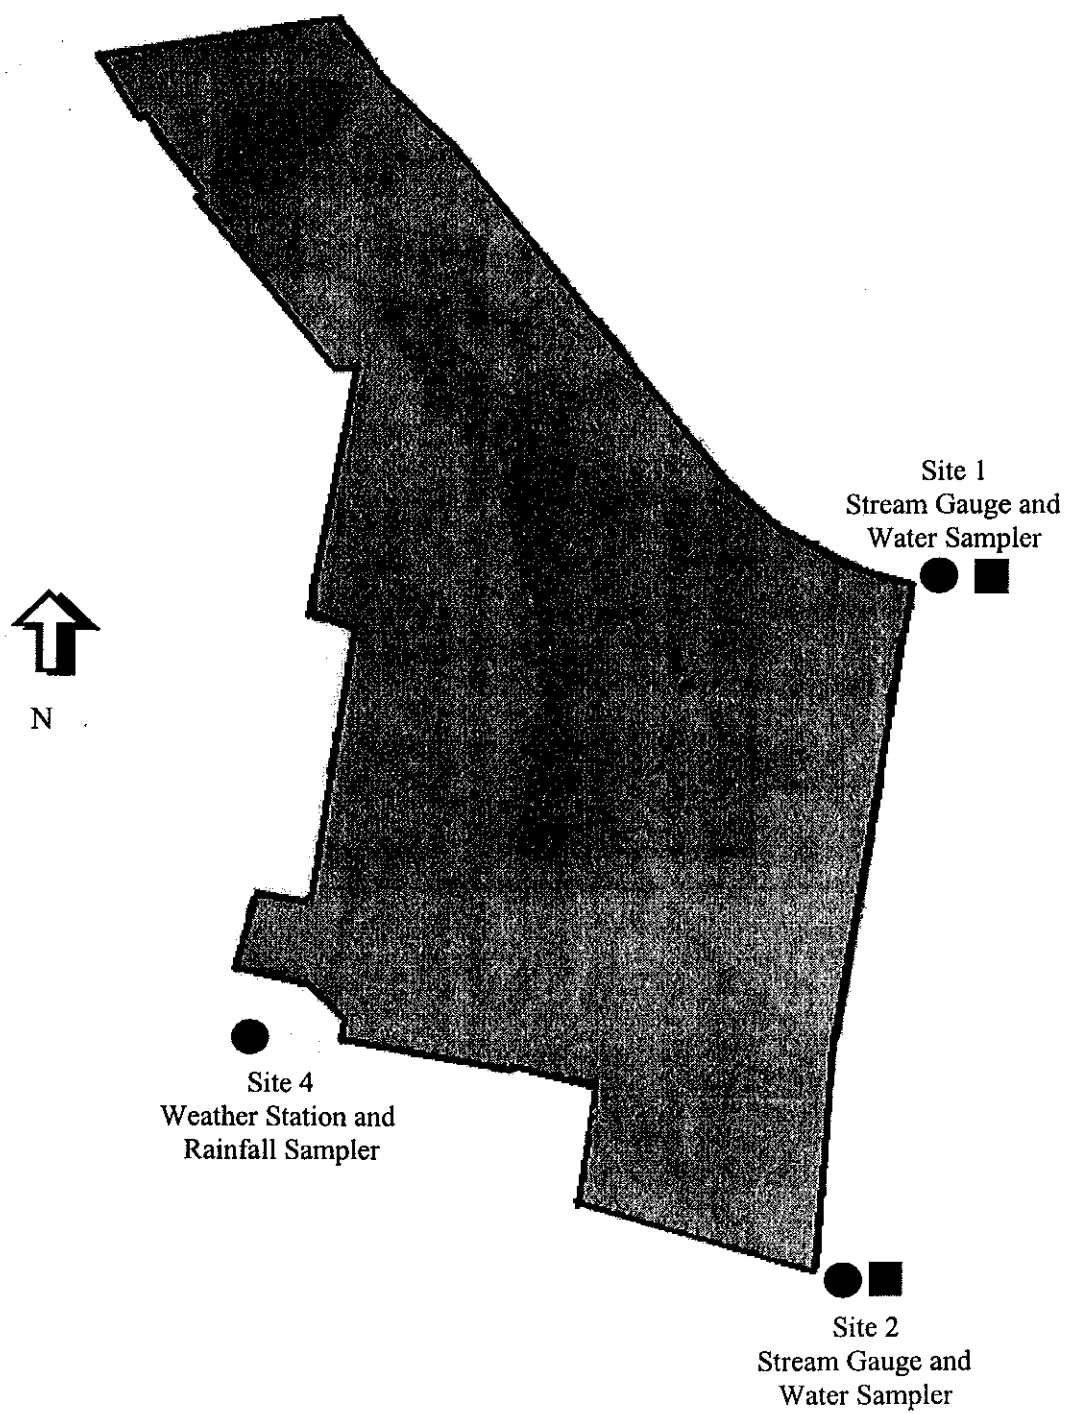 Site 1
Stream Gauge and
Water Sampler
N
Site 4
Weather Station and
Rainfall Sampler
Site 2
Stream Gauge and
Water Sampler